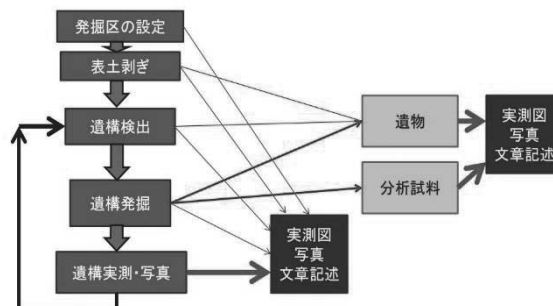 発掘区の設定
表土剥ぎ
遺構検出
遺構発掘
遺構実測・写真
遺物
分析試料
実測図
写真
文章記述
実測図
写真
文章記述